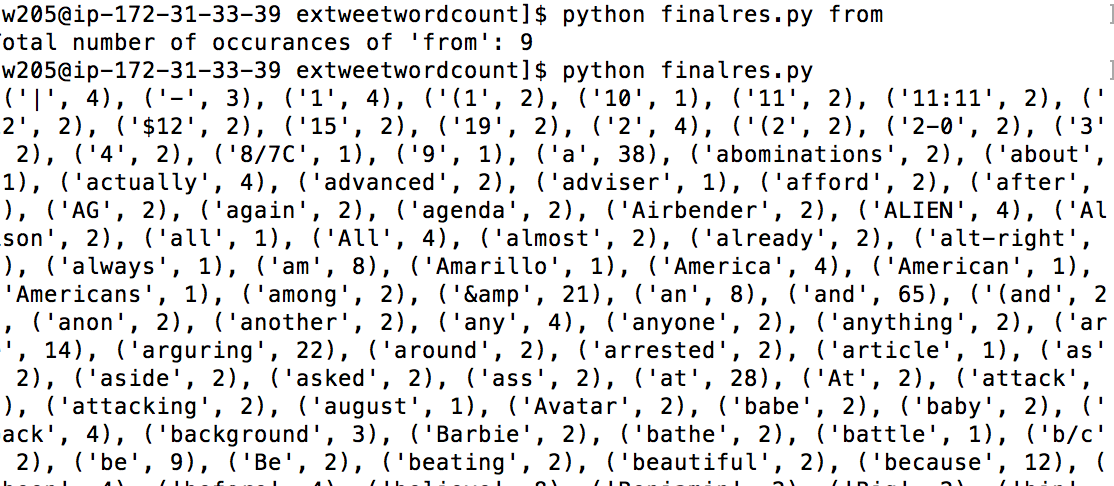 w205@ip-172-31-33-39 extweetwordcount]$ python finalres.py from ]
otal number of occurances of 'from': 9
w205@ip-172-31-33-39 extweetwordcount]$ python finalres.py ]
('|', 4), ('-', 3), ('1', 4), ('(1', 2), ('10', 1), ('11', 2), ('11:11', 2), ('
2', 2), ('$12', 2), ('15', 2), ('19', 2), ('2', 4), ('(2', 2), ('2-0', 2), ('3'
2), ('4', 2), ('8/7C', 1), ('9', 1), ('a', 38), ('abominations', 2), ('about',
1), ('actually', 4), ('advanced', 2), ('adviser', 1), ('afford', 2), ('after',
), ('AG', 2), ('again', 2), ('agenda', 2), ('Airbender', 2), ('ALIEN', 4), ('Al
son', 2), ('all', 1), ('All', 4), ('almost', 2), ('already', 2), ('alt-right',
), ('always', 1), ('am', 8), ('Amarillo', 1), ('America', 4), ('American', 1),
'Americans', 1), ('among', 2), ('&amp', 21), ('an', 8), ('and', 65), ('(and', 2
, ('anon', 2), ('another', 2), ('any', 4), ('anyone', 2), ('anything', 2), ('ar
', 14), ('arguring', 22), ('around', 2), ('arrested', 2), ('article', 1), ('as'
2), ('aside', 2), ('asked', 2), ('ass', 2), ('at', 28), ('At', 2), ('attack',
), ('attacking', 2), ('august', 1), ('Avatar', 2), ('babe', 2), ('baby', 2), ('
ack', 4), ('background', 3), ('Barbie', 2), ('bathe', 2), ('battle', 1), ('b/c'
2), ('be', 9), ('Be', 2), ('beating', 2), ('beautiful', 2), ('because', 12), (